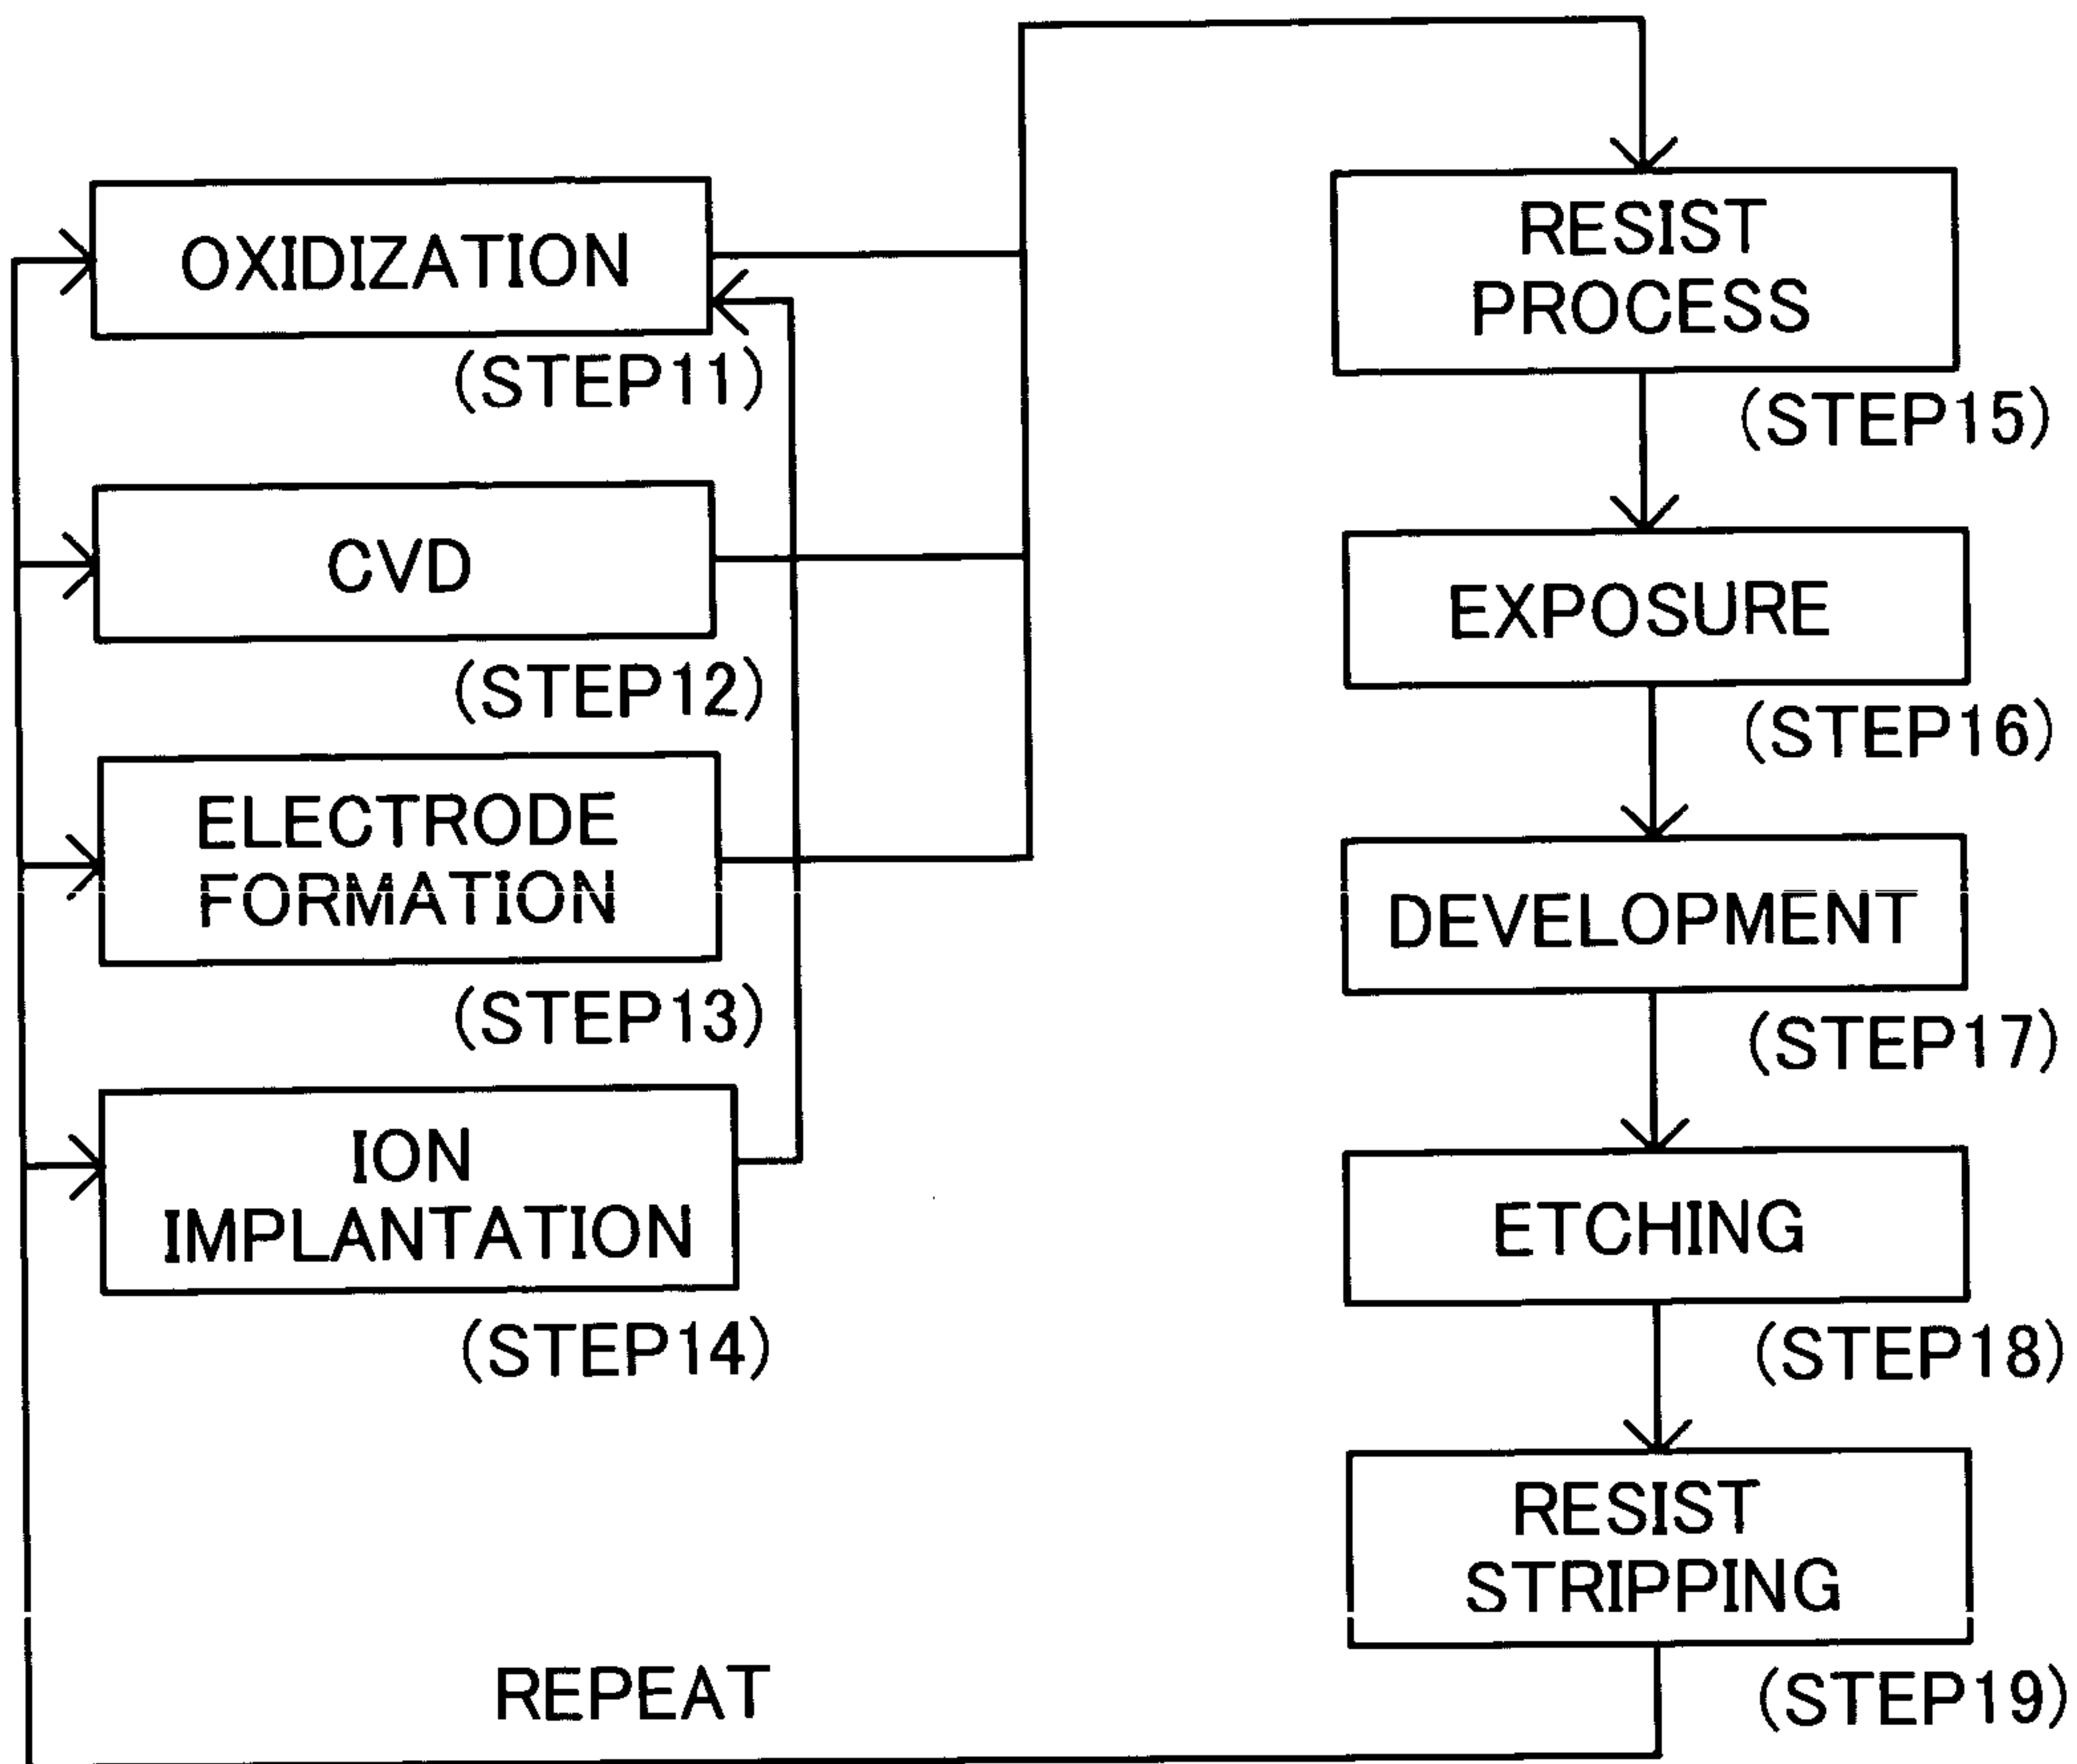 OXIDIZATION
(STEP11)
CVD
(STEP12)
ELECTRODE
FORMATION
(STEP13)
ION
IMPLANTATION
(STEP14)
RESIST
PROCESS
(STEP15)
EXPOSURE
(STEP16)
DEVELOPMENT
(STEP17)
ETCHING
(STEP18)
RESIST
STRIPPING
(STEP19)
REPEAT